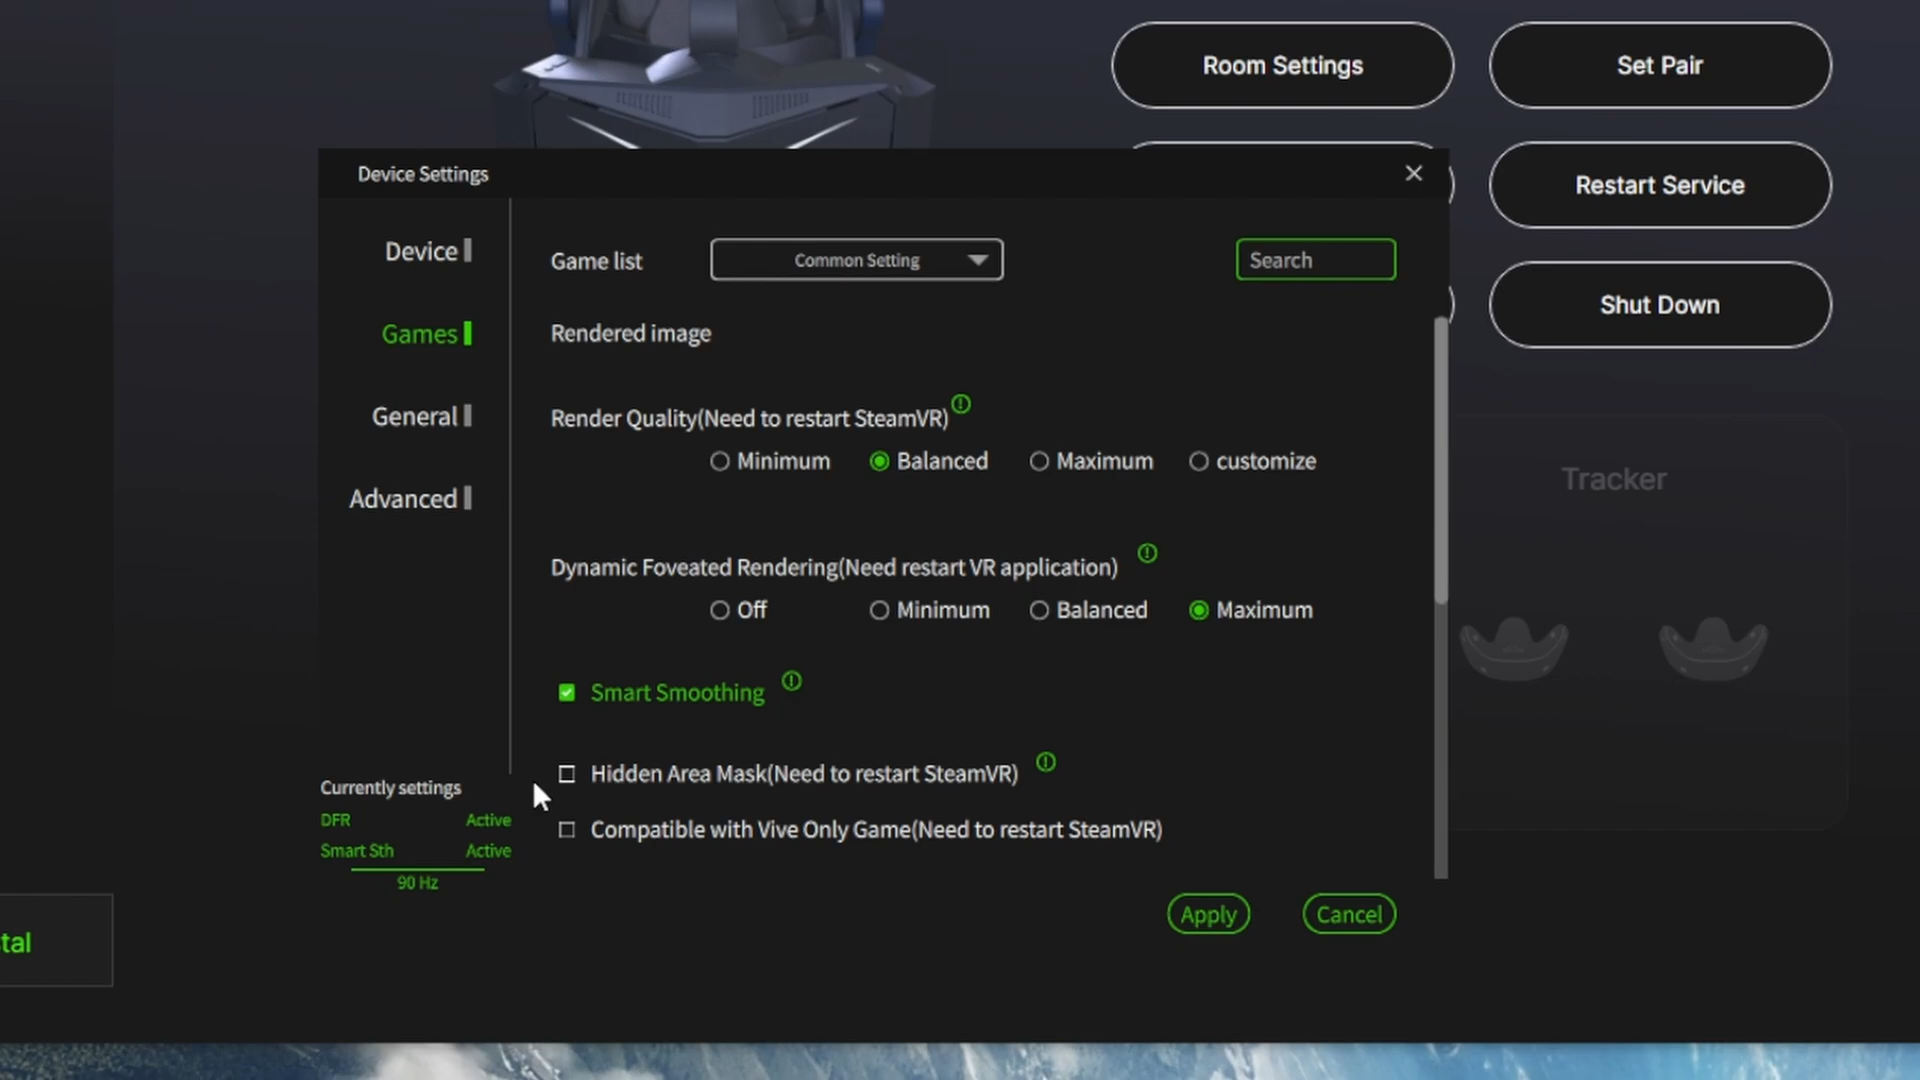 Room Settings
Set Pair
Device Settings
Restart Service
Device
Game list
Common Setting
Search
Shut Down
Games
Rendered image
General
Render Quality(Need to restart SteamVR)
Minimum
Balanced
Maximum
customize
Advanced
Tracker
Dynamic Foveated Rendering(Need restart VR application)
Off
Minimum
Balanced
Maximum
Smart Smoothing
Hidden Area Mask(Need to restart SteamVR)
Currently settings
DFR Active
Compatible with Vive Only Game(Need to restart SteamVR)
Smart Sth Active
90 Hz
Apply
Cancel
tal